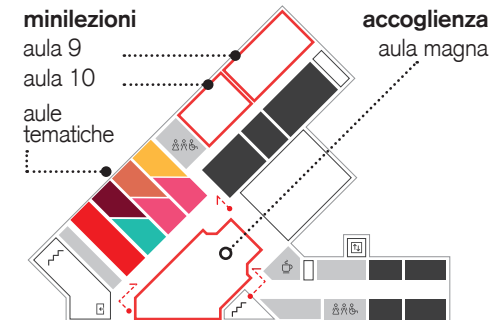 minilezioni
aula 9
aula 10
aule
tematiche
accoglienza
aula magna